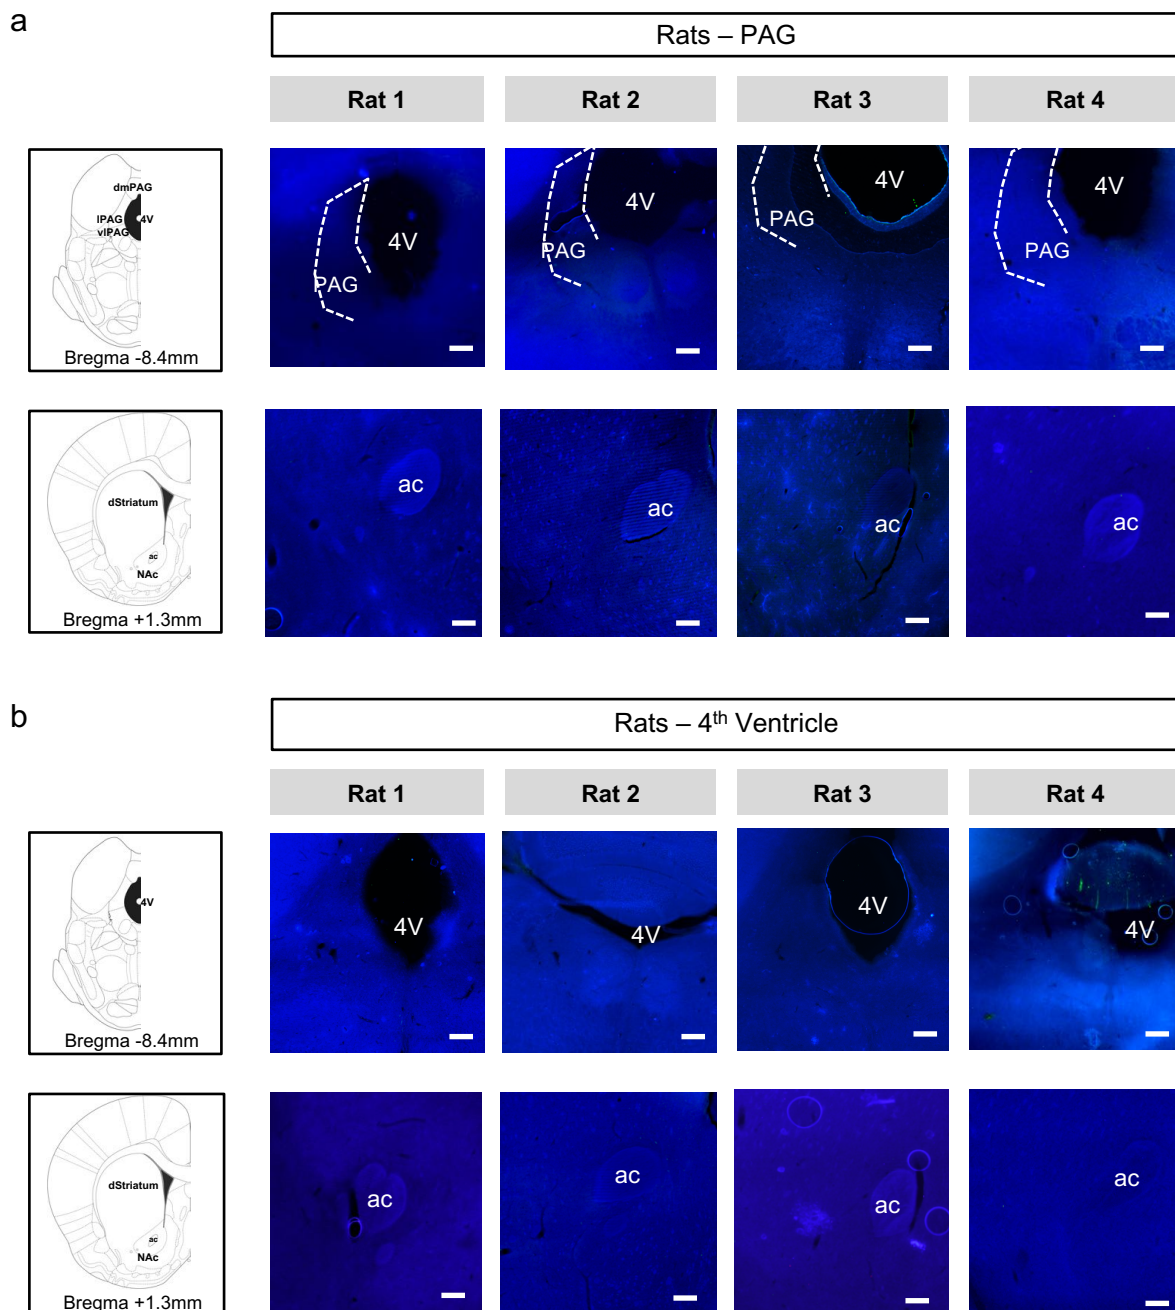 a
Rats – PAG
Rat 1
Rat 2
Rat 3
Rat 4
dmPAG
lPAG
4V
vlPAG
Bregma -8.4mm
4V
PAG
4V
PAG
4V
PAG
4V
PAG
dStriatum
ac
NAc
Bregma +1.3mm
ac
ac
ac
ac
b
Rats – 4th Ventricle
Rat 1
Rat 2
Rat 3
Rat 4
4V
Bregma -8.4mm
4V
4V
4V
4V
dStriatum
ac
NAc
Bregma +1.3mm
ac
ac
ac
ac